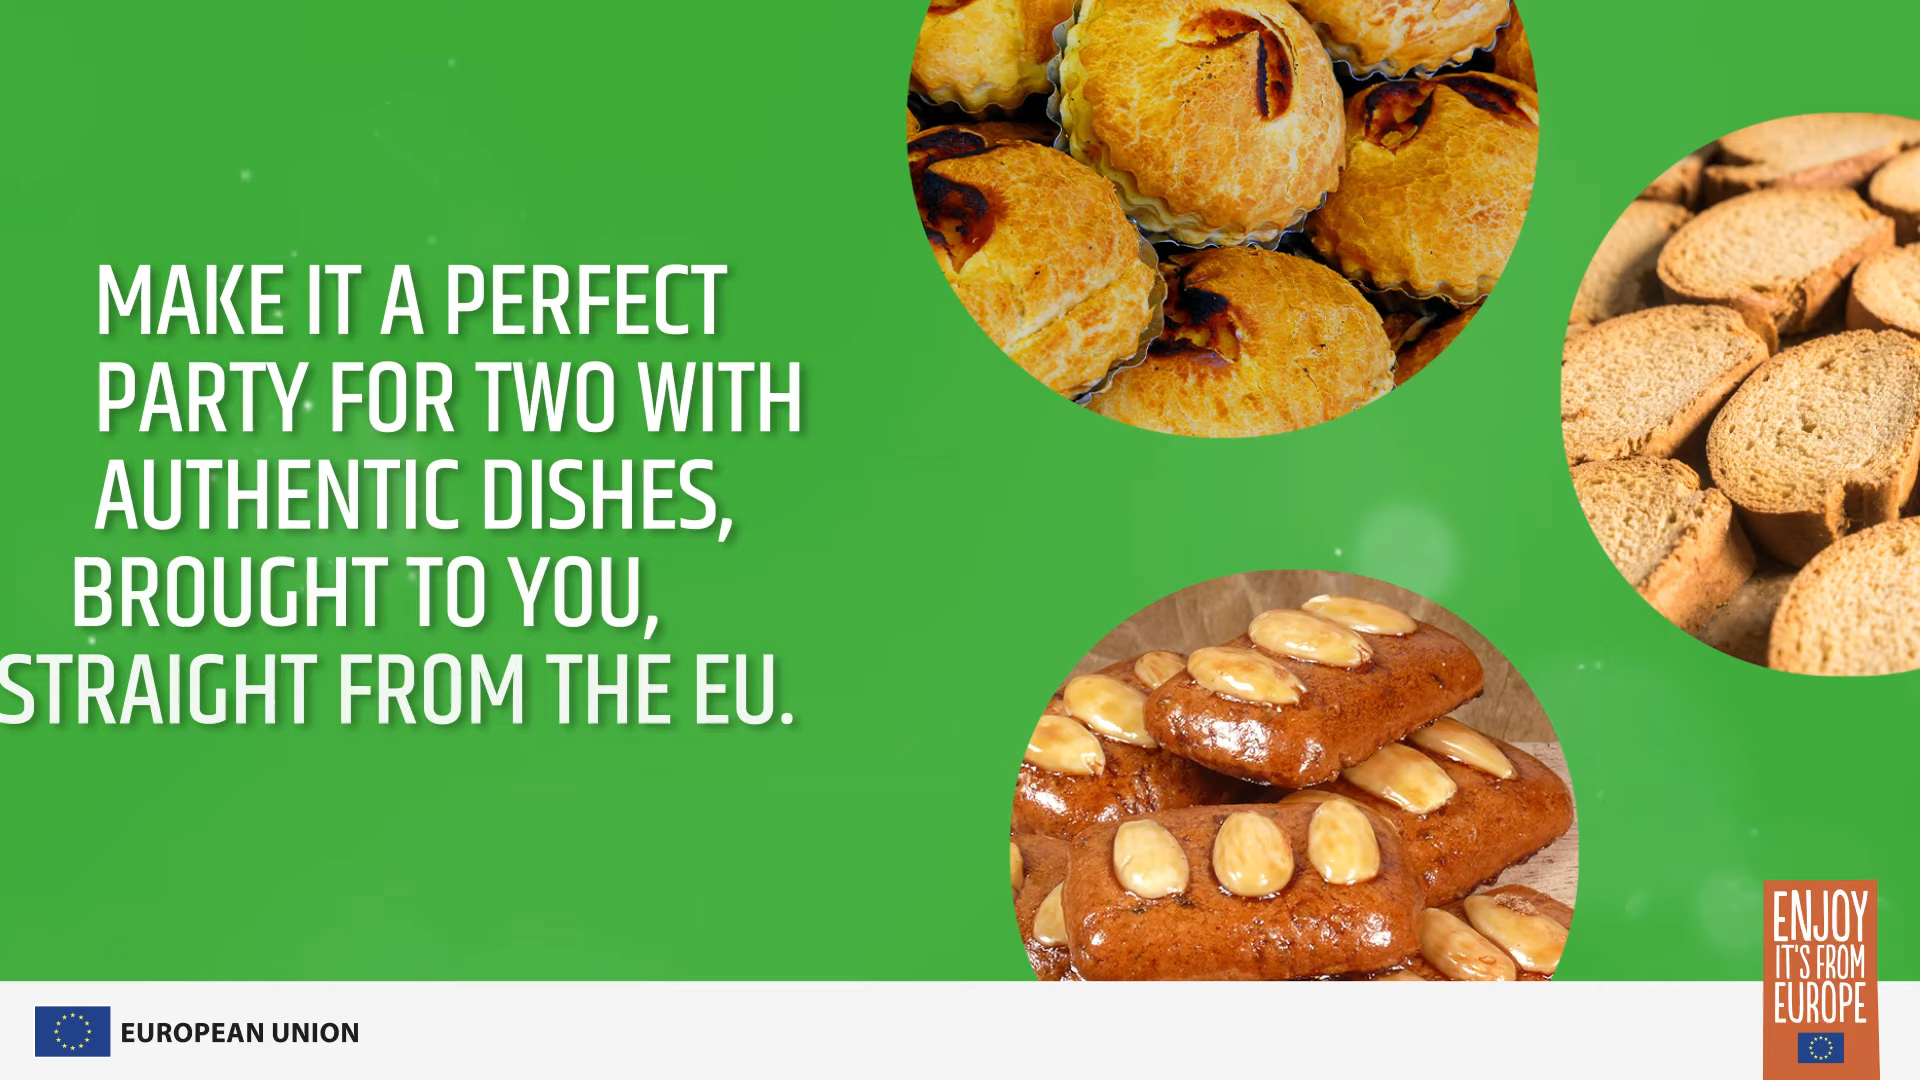 MAKE IT A PERFECT
PARTY FOR TWO WITH
AUTHENTIC DISHES,
BROUGHT TO YOU,
STRAIGHT FROM THE EU.
EUROPEAN UNION
ENJOY
IT'S FROM
EUROPE